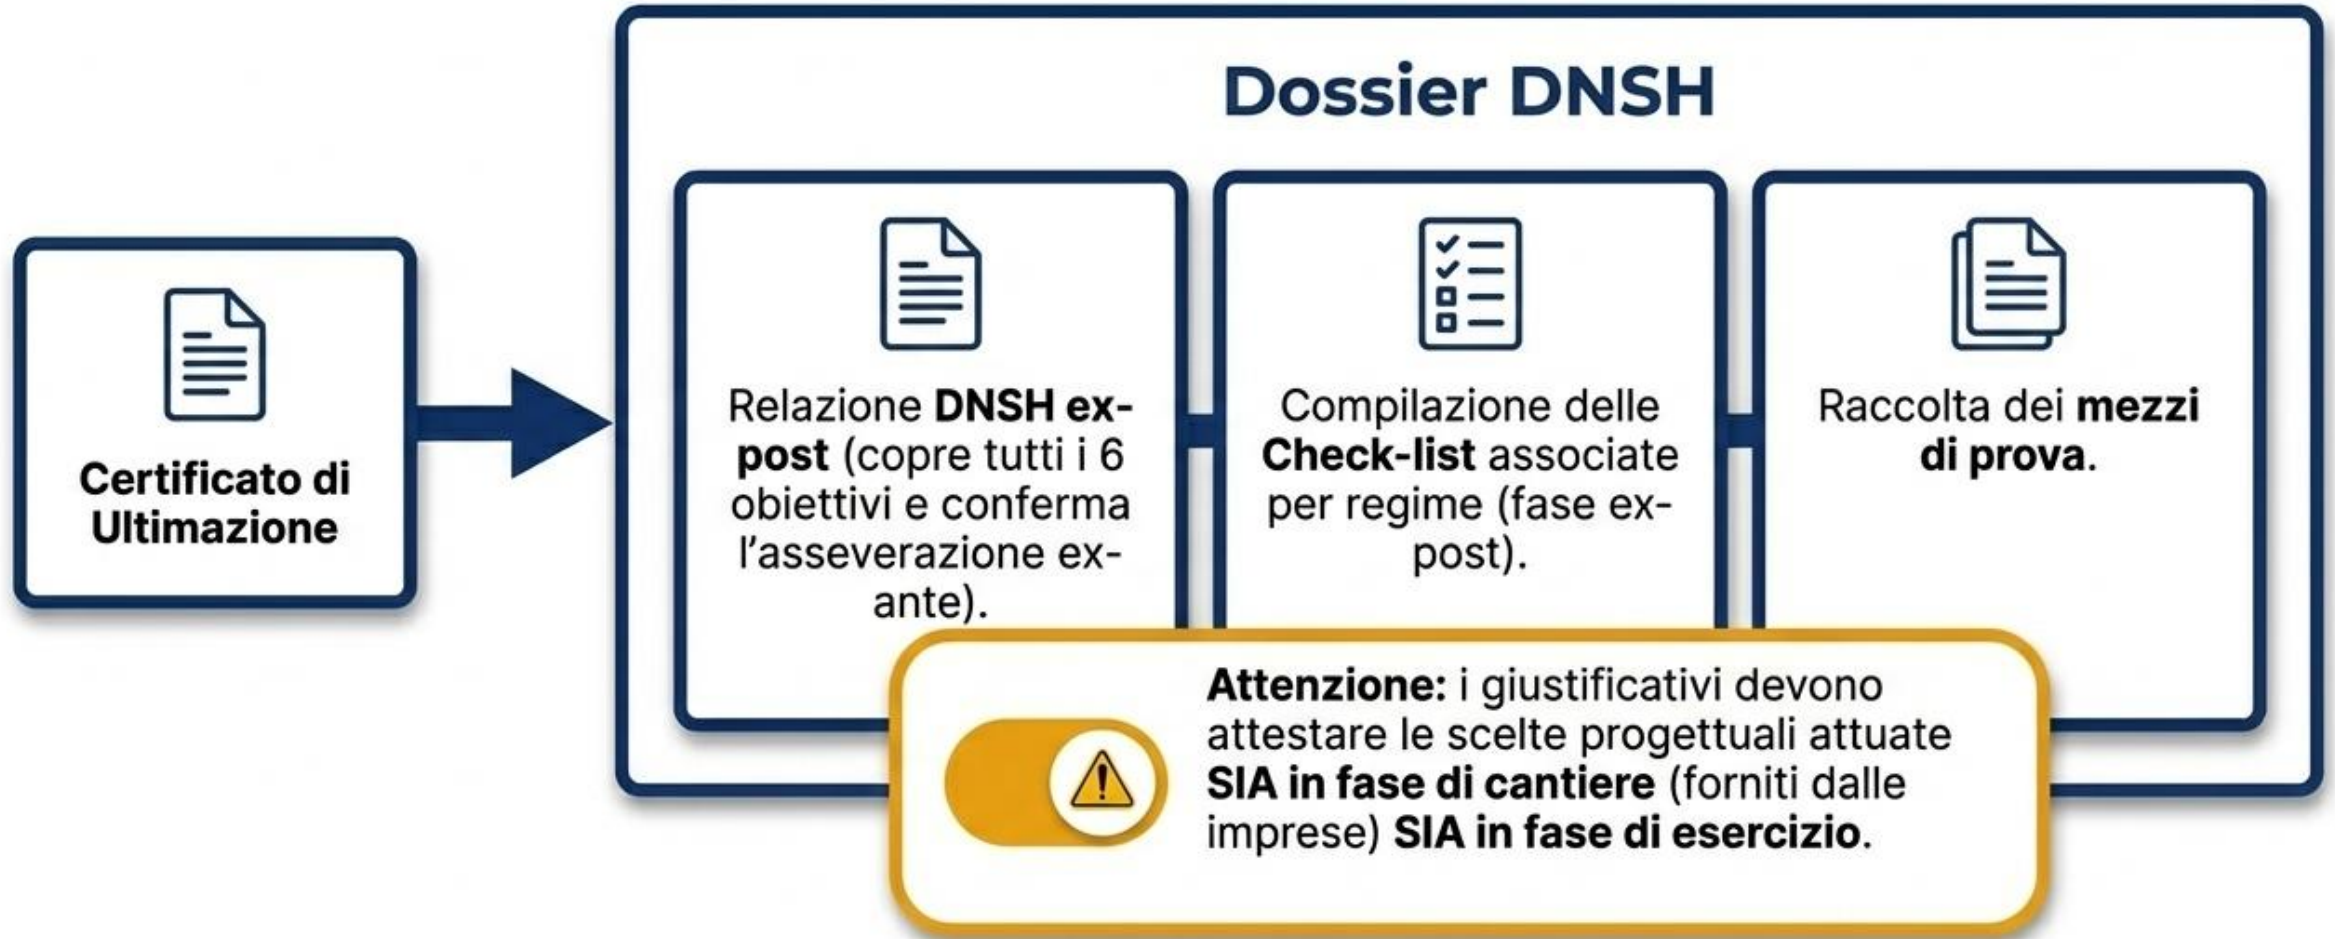 Dossier DNSH
Certificato di
Ultimazione
Relazione DNSH ex-
post (copre tutti i 6
obiettivi e conferma
l'asseverazione ex-
ante).
Compilazione delle
Check-list associate
per regime (fase ex-
post).
Raccolta dei mezzi
di prova.
Attenzione: i giustificativi devono
attestare le scelte progettuali attuate
SIA in fase di cantiere (forniti dalle
imprese) SIA in fase di esercizio.